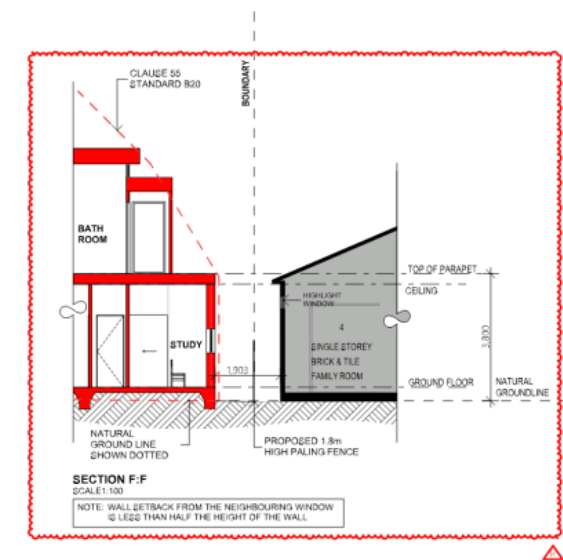 CLAUSE 55
STANDARD B20
BOUNDARY
BATH
ROOM
TOP OF PARAPET
CEILING
HIGHLIGHT
WINDOW
4
STUDY
SINGLE STOREY
BRICK & TILE
FAMILY ROOM
1,903
3,800
GROUND FLOOR
NATURAL
GROUNDLINE
NATURAL
GROUND LINE
SHOWN DOTTED
PROPOSED 1.8m
HIGH PALING FENCE
SECTION F:F
SCALE1:100
NOTE: WALL SETBACK FROM THE NEIGHBOURING WINDOW
IS LESS THAN HALF THE HEIGHT OF THE WALL